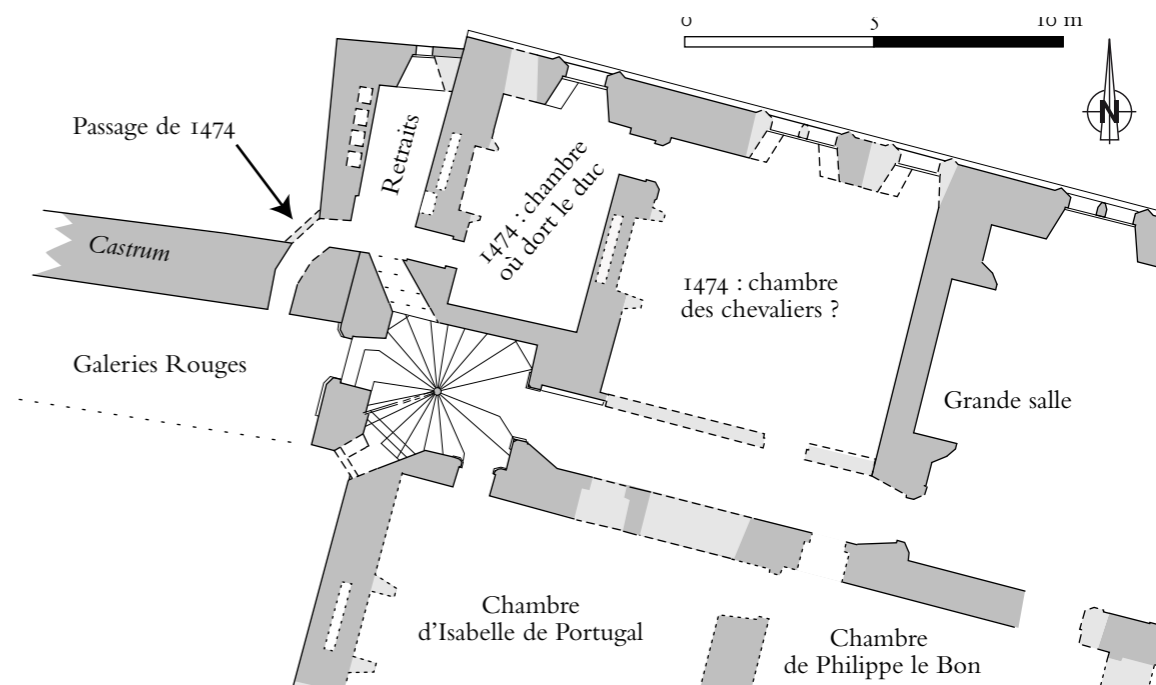 0 5 10 m
N
Passage de 1474
Retraits
1474 : chambre
où dort le duc
Castrum
1474 : chambre
des chevaliers ?
Galeries Rouges
Grande salle
Chambre
d'Isabelle de Portugal
Chambre
de Philippe le Bon